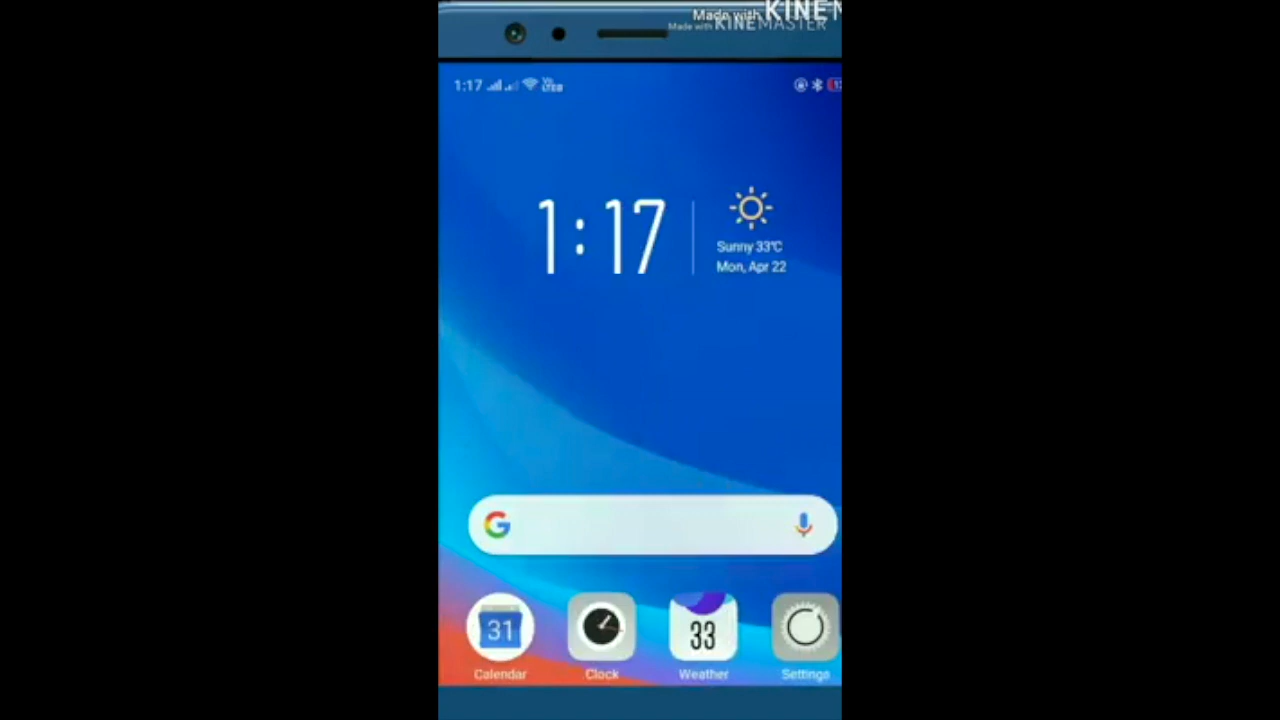 Made with KINEM
Made with KINEMASTER
1:17
1:17
Sunny 33°C
Mon, Apr 22
G
31
33
Calendar
Clock
Weather
Settings